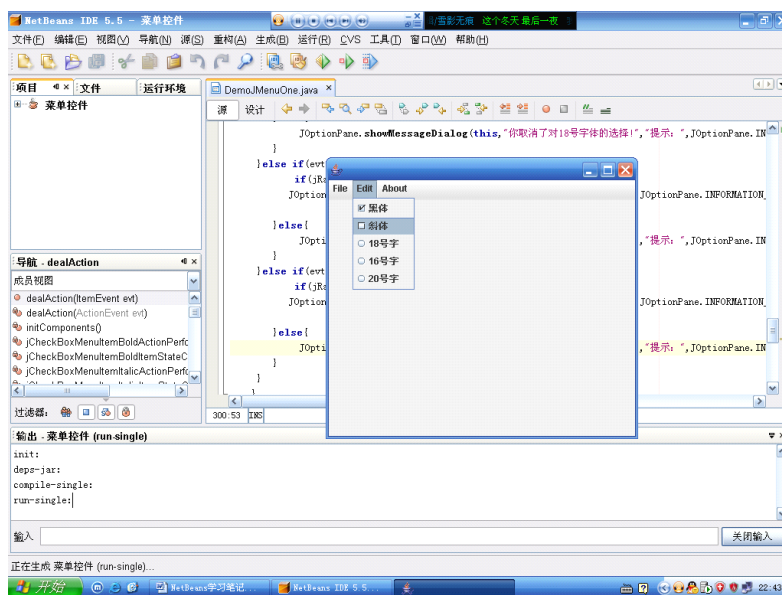 NetBeans IDE 5.5 - 菜单控件
雪影无痕 这个冬天最后一夜
文件(F) 编辑(E) 视图(V) 导航(N) 源(S) 重构(A) 生成(B) 运行(R) CVS 工具(T) 窗口(W) 帮助(H)
项目 文件 运行环境
DemoJMenuOne.java
菜单控件
源 设计
JOptionPane.showMessageDialog(this,"你取消了对18号字体的选择!","提示: ",JOptionPane.IN
}
}else if(evt
if(jRa
JOption JOptionPane.INFORMATION_
}else{
JOpti ,"提示: ",JOptionPane.IN
}
}else if(evt
if(jRa
JOption JOptionPane.INFORMATION_
}else{
JOpti ,"提示: ",JOptionPane.IN
}
}
}
File Edit About
黑体
斜体
18号字
16号字
20号字
导航 - dealAction
成员视图
dealAction(ItemEvent evt)
dealAction(ActionEvent evt)
initComponents()
jCheckBoxMenuItemBoldActionPerfo
jCheckBoxMenuItemBoldItemStateC
jCheckBoxMenuItemItalicActionPerfo
过滤器:
300:53 INS
输出 - 菜单控件 (run-single)
init:
deps-jar:
compile-single:
run-single:
输入 关闭输入
正在生成 菜单控件 (run-single)...
开始 NetBeans学习笔记... NetBeans IDE 5.5... 22:43